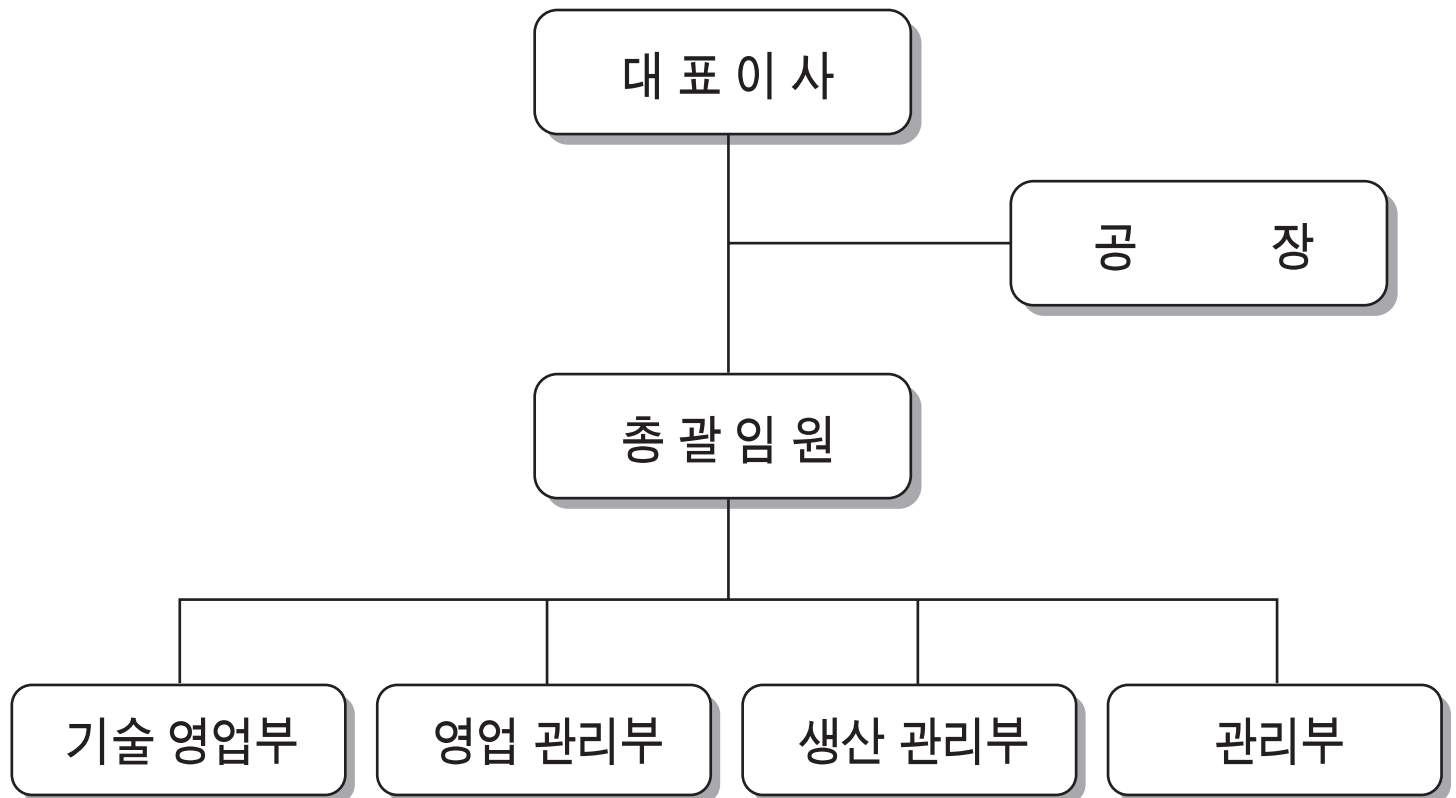 대 표 이 사
공 장
총 괄 임 원
기술 영업부
영업 관리부
생산 관리부
관리부